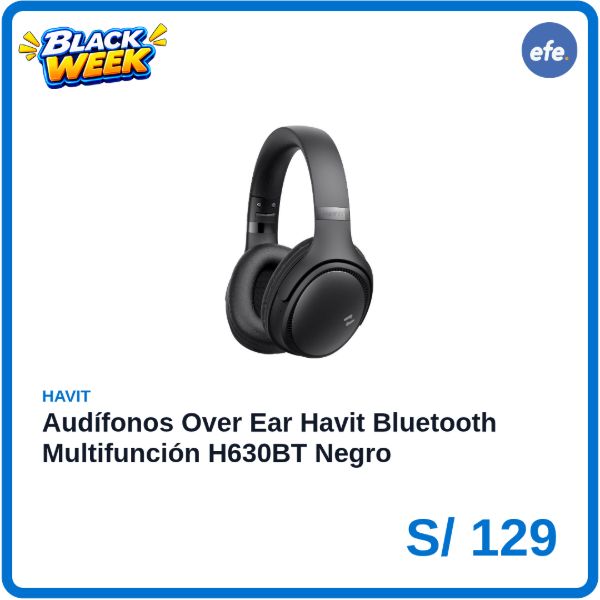 BLACK
WEEK
efe.
HAVIT
Audífonos Over Ear Havit Bluetooth
Multifunción H630BT Negro
S/ 129